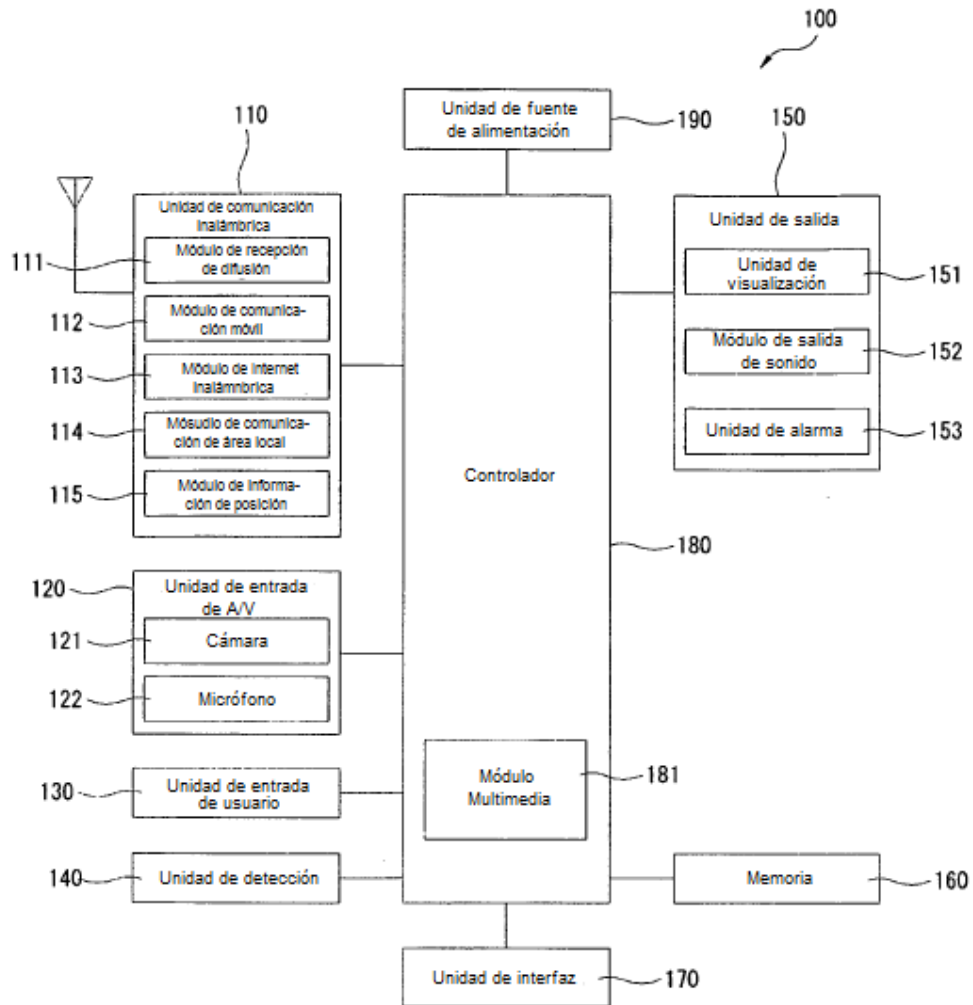 100
Unidad de fuente
de alimentación
190
110
150
Unidad de comunicación
inalámbrica
111
Módulo de recepción
de difusión
112
Módulo de comunica-
ción móvil
113
Módulo de internet
inalámnbrica
114
Mósudio de comunica-
ción de área local
115
Módulo de informa-
ción de posición
Unidad de salida
Unidad de
visualización
151
Módulo de salida
de sonido
152
Unidad de alarma
153
Controlador
180
120
Unidad de entrada
de A/V
121
Cámara
122
Micrófono
130
Unidad de entrada
de usuario
Módulo
Multimedia
181
140
Unidad de detección
Memoria
160
Unidad de interfaz
170